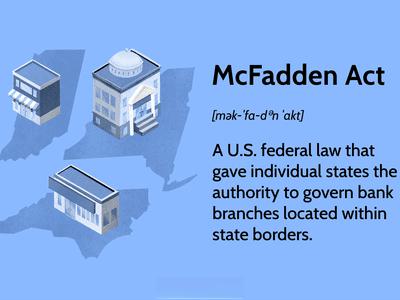 McFadden Act
[mək-ˈfa-dᵊn ˈakt]
A U.S. federal law that
gave individual states the
authority to govern bank
branches located within
state borders.